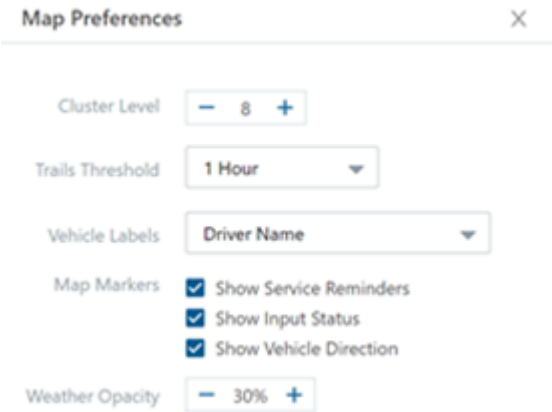 Map Preferences
Cluster Level − 8 +
Trails Threshold 1 Hour
Vehicle Labels Driver Name
Map Markers Show Service Reminders
Show Input Status
Show Vehicle Direction
Weather Opacity − 30% +